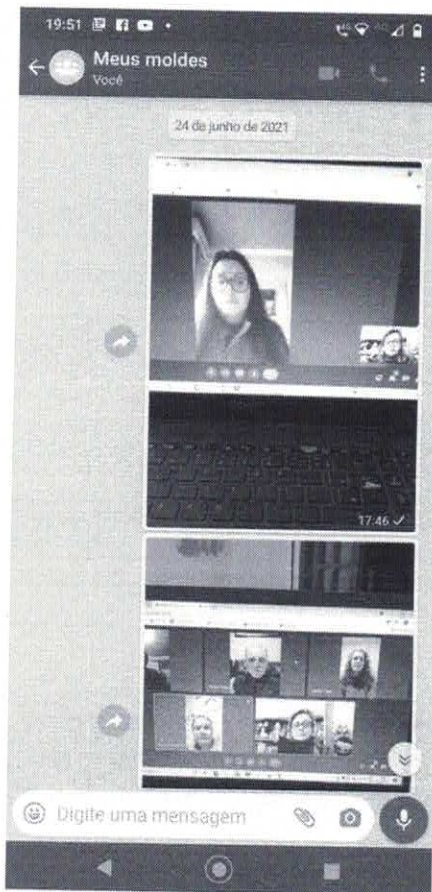 19:51
Meus moldes
Você
24 de junho de 2021
17:46
Digite uma mensagem